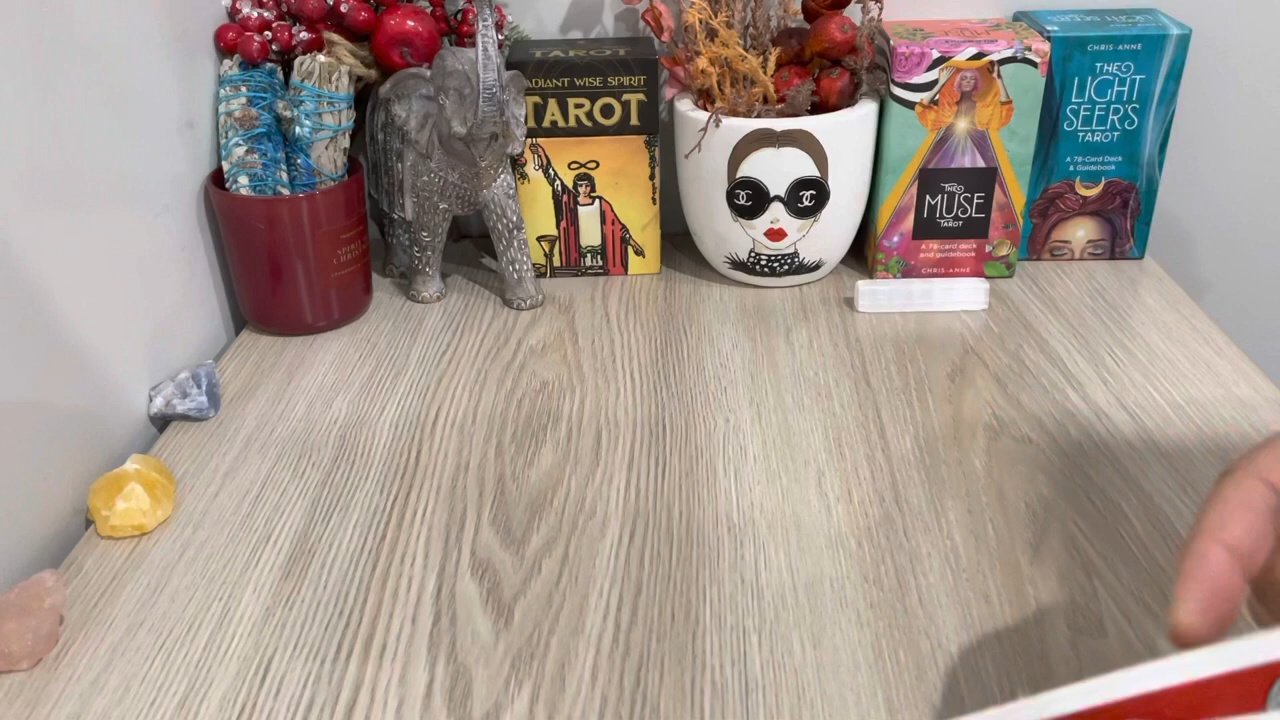 TAROT
RADIANT WISE SPIRIT
TAROT
THE
MUSE
TAROT
A 78-card deck
and guidebook
CHRIS-ANNE
CHRIS-ANNE
THE
LIGHT
SEER'S
TAROT
A 78-Card Deck
& Guidebook